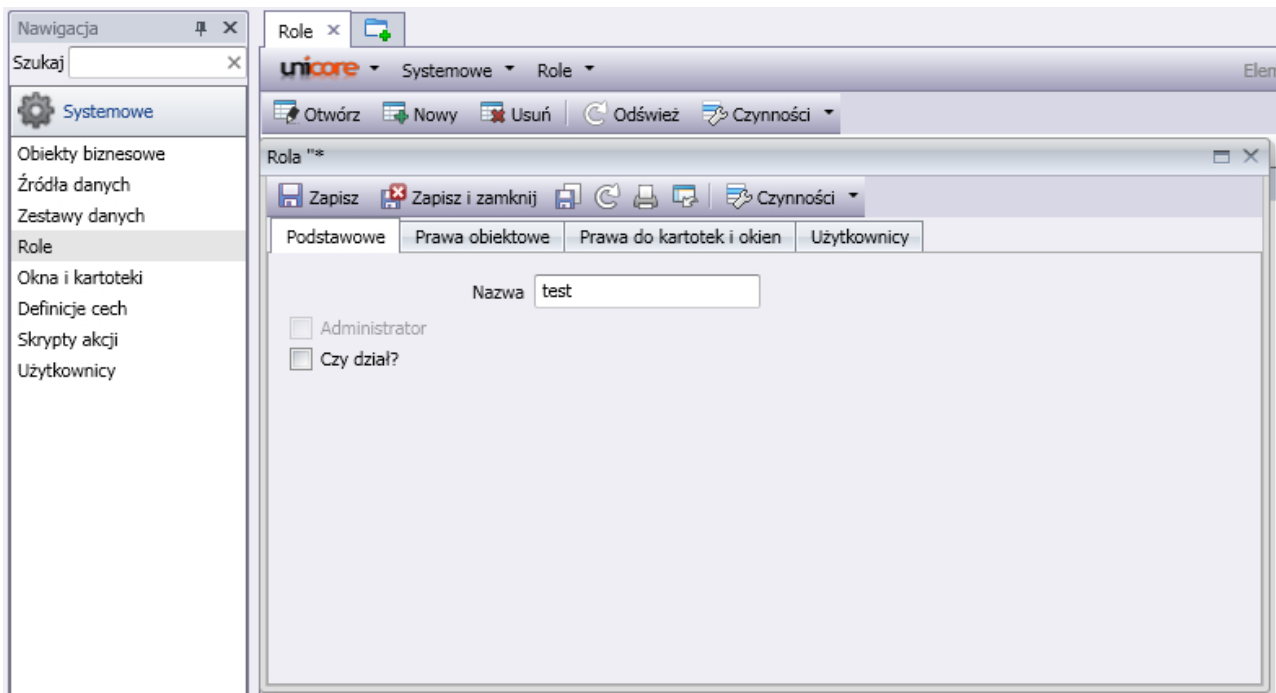 Nawigacja
Szukaj
Systemowe
Obiekty biznesowe
Źródła danych
Zestawy danych
Role
Okna i kartoteki
Definicje cech
Skrypty akcji
Użytkownicy
Role
unicore Systemowe Role Elem
Otwórz Nowy Usuń Odśwież Czynności
Rola "*
Zapisz Zapisz i zamknij Czynności
Podstawowe Prawa obiektowe Prawa do kartotek i okien Użytkownicy
Nazwa test
Administrator
Czy dział?